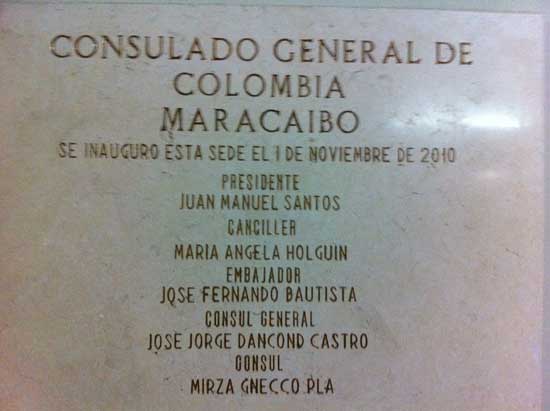 CONSULADO GENERAL DE
COLOMBIA
MARACAIBO
SE INAUGURO ESTA SEDE EL 1 DE NOVIEMBRE DE 2010
PRESIDENTE
JUAN MANUEL SANTOS
CANCILLER
MARIA ANGELA HOLGUIN
EMBAJADOR
JOSE FERNANDO BAUTISTA
CONSUL GENERAL
JOSE JORGE DANCOND CASTRO
CONSUL
MIRZA GNECCO PLA